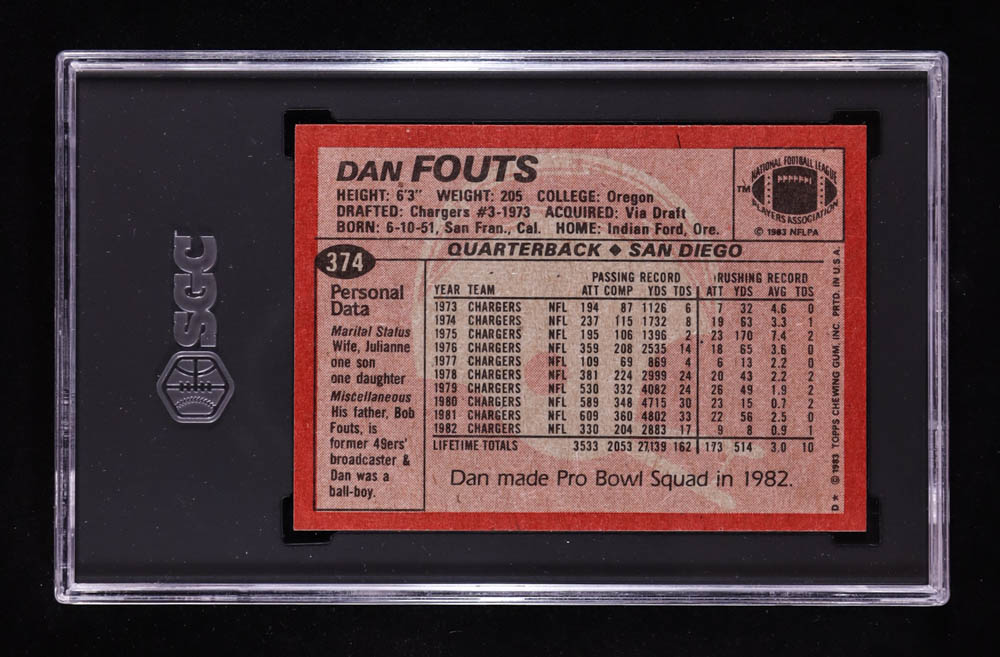 SGC
DAN FOUTS
HEIGHT: 6'3" WEIGHT: 205 COLLEGE: Oregon
DRAFTED: Chargers #3-1973 ACQUIRED: Via Draft
BORN: 6-10-51, San Fran., Cal. HOME: Indian Ford, Ore.
NATIONAL FOOTBALL LEAGUE
PLAYERS ASSOCIATION
TM
© 1983 NFLPA
374
QUARTERBACK ◆ SAN DIEGO
Personal
Data
Marital Status
Wife, Julianne
one son
one daughter
Miscellaneous
His father, Bob
Fouts, is
former 49ers'
broadcaster &
Dan was a
ball-boy.
PASSING RECORD RUSHING RECORD
YEAR TEAM ATT COMP YDS TDS ATT YDS AVG TDS
1973 CHARGERS NFL 194 87 1126 6 7 32 4.6 0
1974 CHARGERS NFL 237 115 1732 8 19 63 3.3 1
1975 CHARGERS NFL 195 106 1396 2 23 170 7.4 2
1976 CHARGERS NFL 359 208 2535 14 18 65 3.6 0
1977 CHARGERS NFL 109 69 869 4 6 13 2.2 0
1978 CHARGERS NFL 381 224 2999 24 20 43 2.2 2
1979 CHARGERS NFL 530 332 4082 24 26 49 1.9 2
1980 CHARGERS NFL 589 348 4715 30 23 15 0.7 2
1981 CHARGERS NFL 609 360 4802 33 22 56 2.5 0
1982 CHARGERS NFL 330 204 2883 17 9 8 0.9 1
LIFETIME TOTALS 3533 2053 27,139 162 173 514 3.0 10
Dan made Pro Bowl Squad in 1982.
D* © 1983 TOPPS CHEWING GUM, INC. PRTD. IN U.S.A.